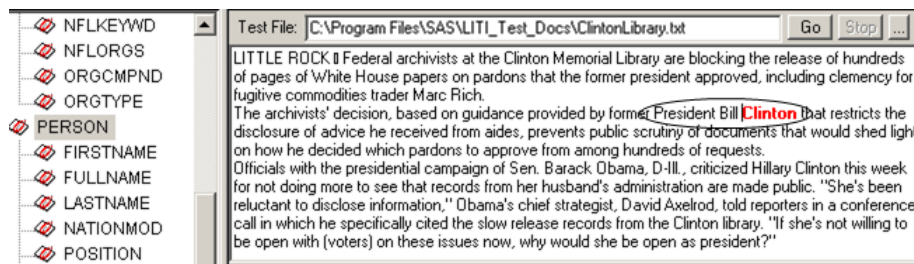 NFLKEYWD
NFLORGS
ORGCMPND
ORGTYPE
PERSON
FIRSTNAME
FULLNAME
LASTNAME
NATIONMOD
POSITION
Test File: C:\Program Files\SAS\LITI_Test_Docs\ClintonLibrary.txt Go Stop ...
LITTLE ROCK ▯ Federal archivists at the Clinton Memorial Library are blocking the release of hundreds
of pages of White House papers on pardons that the former president approved, including clemency for
fugitive commodities trader Marc Rich.
The archivists' decision, based on guidance provided by former President Bill Clinton that restricts the
disclosure of advice he received from aides, prevents public scrutiny of documents that would shed ligh
on how he decided which pardons to approve from among hundreds of requests.
Officials with the presidential campaign of Sen. Barack Obama, D-Ill., criticized Hillary Clinton this week
for not doing more to see that records from her husband's administration are made public. "She's been
reluctant to disclose information," Obama's chief strategist, David Axelrod, told reporters in a conference
call in which he specifically cited the slow release records from the Clinton library. "If she's not willing to
be open with (voters) on these issues now, why would she be open as president?"